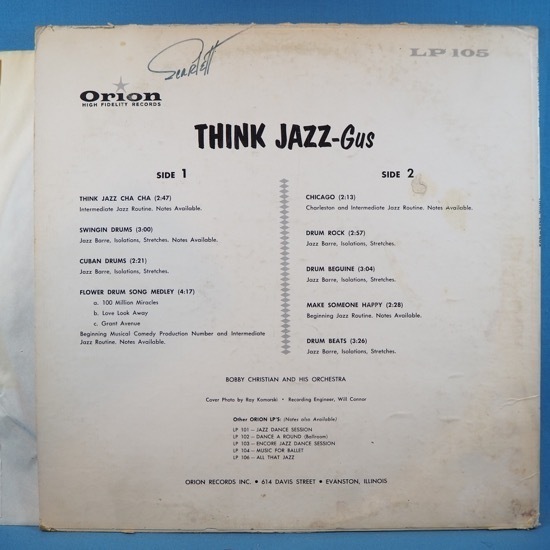 Scarlett
LP 105
Orion
HIGH FIDELITY RECORDS
THINK JAZZ-Gus
SIDE 1
THINK JAZZ CHA CHA (2:47)
Intermediate Jazz Routine. Notes Available.
SWINGIN DRUMS (3:00)
Jazz Barre, Isolations, Stretches. Notes Available.
CUBAN DRUMS (2:21)
Jazz Barre, Isolations, Stretches.
FLOWER DRUM SONG MEDLEY (4:17)
a. 100 Million Miracles
b. Love Look Away
c. Grant Avenue
Beginning Musical Comedy Production Number and Intermediate
Jazz Routine. Notes Available.
SIDE 2
CHICAGO (2:13)
Charleston and Intermediate Jazz Routine. Notes Available.
DRUM ROCK (2:57)
Jazz Barre, Isolations, Stretches.
DRUM BEGUINE (3:04)
Jazz Barre, Isolations, Stretches.
MAKE SOMEONE HAPPY (2:28)
Beginning Jazz Routine. Notes Available.
DRUM BEATS (3:26)
Jazz Barre, Isolations, Stretches.
BOBBY CHRISTIAN AND HIS ORCHESTRA
Cover Photo by Ray Komorski • Recording Engineer, Will Connor
Other ORION LP'S: (Notes also Available)
LP 101 — JAZZ DANCE SESSION
LP 102 — DANCE A ROUND (Ballroom)
LP 103 — ENCORE JAZZ DANCE SESSION
LP 104 — MUSIC FOR BALLET
LP 106 — ALL THAT JAZZ
ORION RECORDS INC. • 614 DAVIS STREET • EVANSTON, ILLINOIS